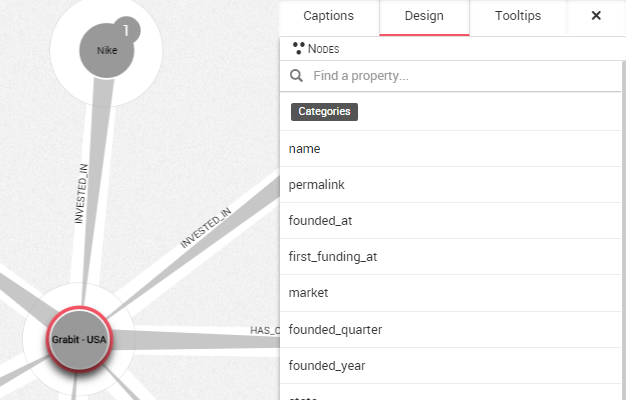 Captions
Design
Tooltips
×
NODES
Find a property...
Categories
name
permalink
founded_at
first_funding_at
market
founded_quarter
founded_year
state
1
Nike
INVESTED_IN
INVESTED_IN
HAS_C
Grabit - USA